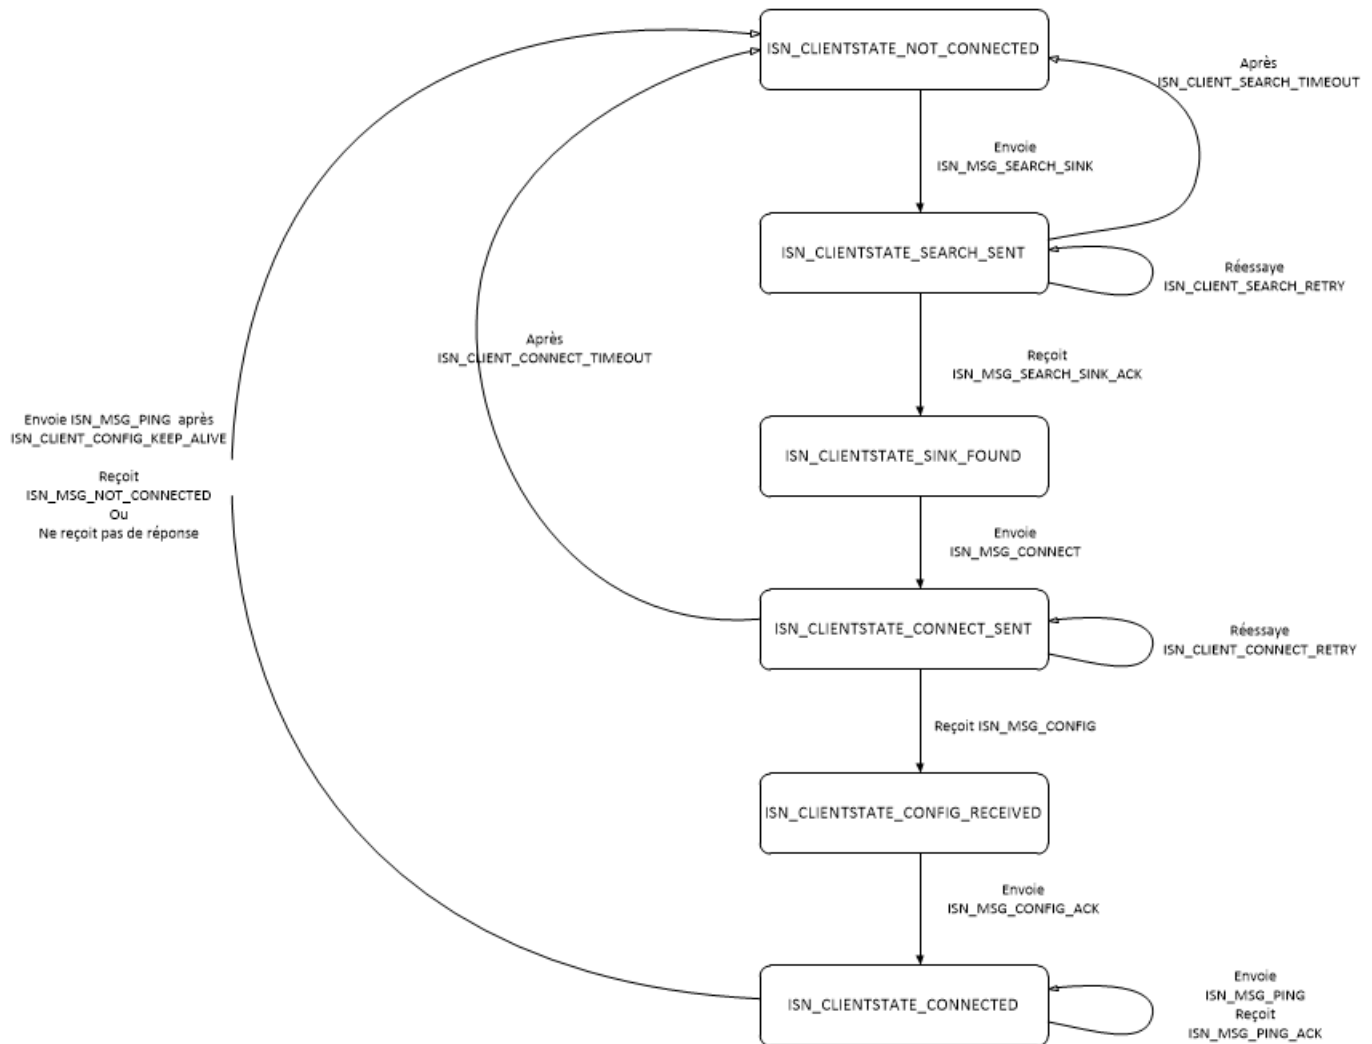 ISN_CLIENTSTATE_NOT_CONNECTED
Après
ISN_CLIENT_SEARCH_TIMEOUT
Envoie
ISN_MSG_SEARCH_SINK
ISN_CLIENTSTATE_SEARCH_SENT
Réessaye
ISN_CLIENT_SEARCH_RETRY
Après
ISN_CLIENT_CONNECT_TIMEOUT
Reçoit
ISN_MSG_SEARCH_SINK_ACK
Envoie ISN_MSG_PING après
ISN_CLIENT_CONFIG_KEEP_ALIVE
Reçoit
ISN_MSG_NOT_CONNECTED
Ou
Ne reçoit pas de réponse
ISN_CLIENTSTATE_SINK_FOUND
Envoie
ISN_MSG_CONNECT
ISN_CLIENTSTATE_CONNECT_SENT
Réessaye
ISN_CLIENT_CONNECT_RETRY
Reçoit ISN_MSG_CONFIG
ISN_CLIENTSTATE_CONFIG_RECEIVED
Envoie
ISN_MSG_CONFIG_ACK
ISN_CLIENTSTATE_CONNECTED
Envoie
ISN_MSG_PING
Reçoit
ISN_MSG_PING_ACK